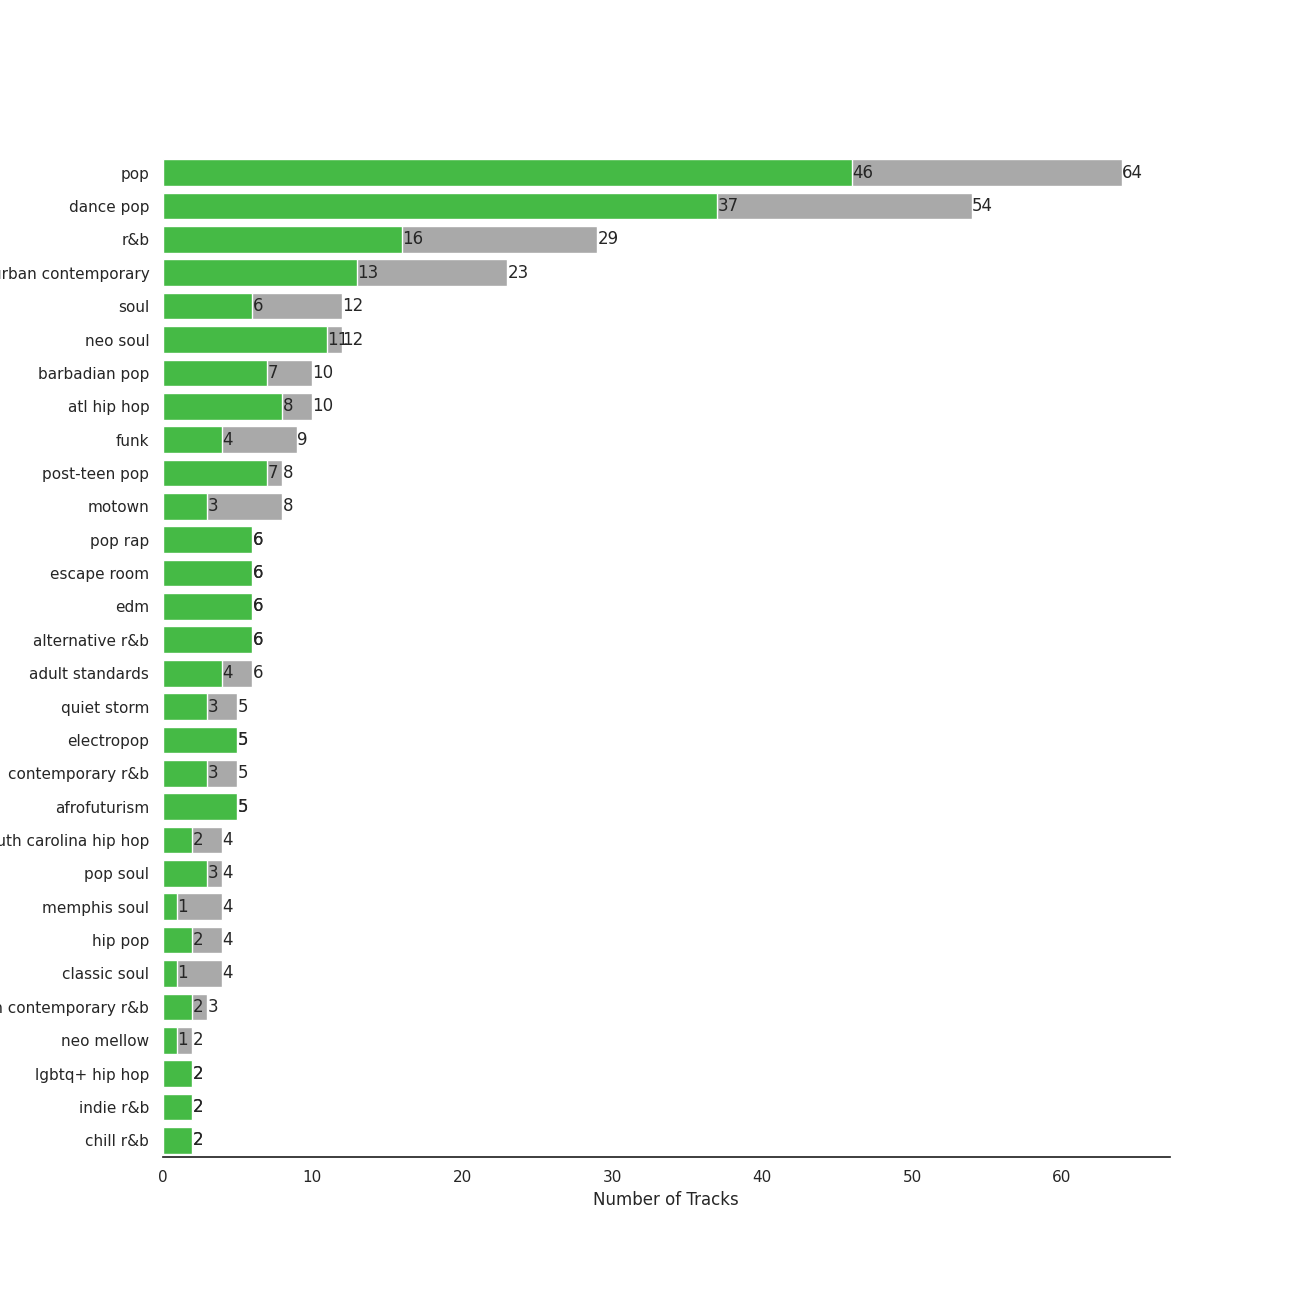 pop 46 64
dance pop 37 54
r&b 16 29
rban contemporary 13 23
soul 6 12
neo soul 11 12
barbadian pop 7 10
atl hip hop 8 10
funk 4 9
post-teen pop 7 8
motown 3 8
pop rap 6
escape room 6
edm 6
alternative r&b 6
adult standards 4 6
quiet storm 3 5
electropop 5
contemporary r&b 3 5
afrofuturism 5
uth carolina hip hop 2 4
pop soul 3 4
memphis soul 1 4
hip pop 2 4
classic soul 1 4
n contemporary r&b 2 3
neo mellow 1 2
lgbtq+ hip hop 2
indie r&b 2
chill r&b 2
0 10 20 30 40 50 60
Number of Tracks